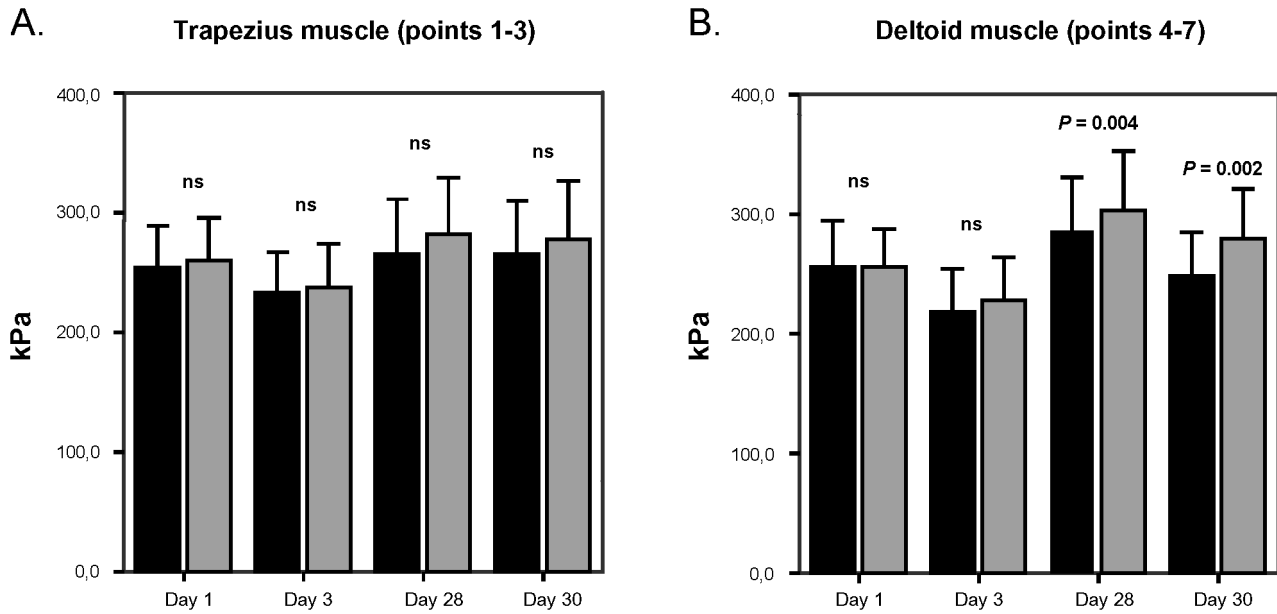 A.
Trapezius muscle (points 1-3)
400,0
300,0
200,0
100,0
0,0
kPa
ns
ns
ns
ns
Day 1
Day 3
Day 28
Day 30
B.
Deltoid muscle (points 4-7)
400,0
300,0
200,0
100,0
0,0
kPa
ns
ns
P = 0.004
P = 0.002
Day 1
Day 3
Day 28
Day 30